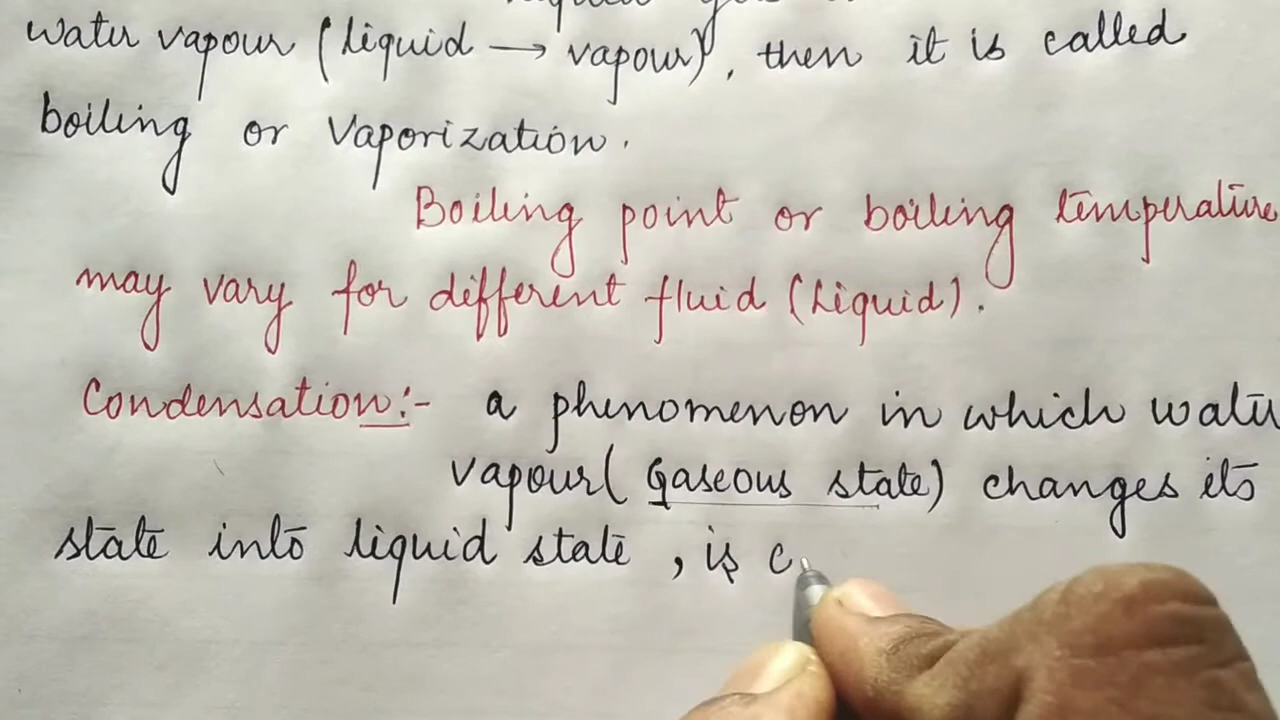 water vapour (liquid → vapour), then it is called
boiling or Vaporization.
Boiling point or boiling temperature
may vary for different fluid (Liquid).
Condensation:- a phenomenon in which water
vapour( Gaseous state) changes its
state into liquid state, is c